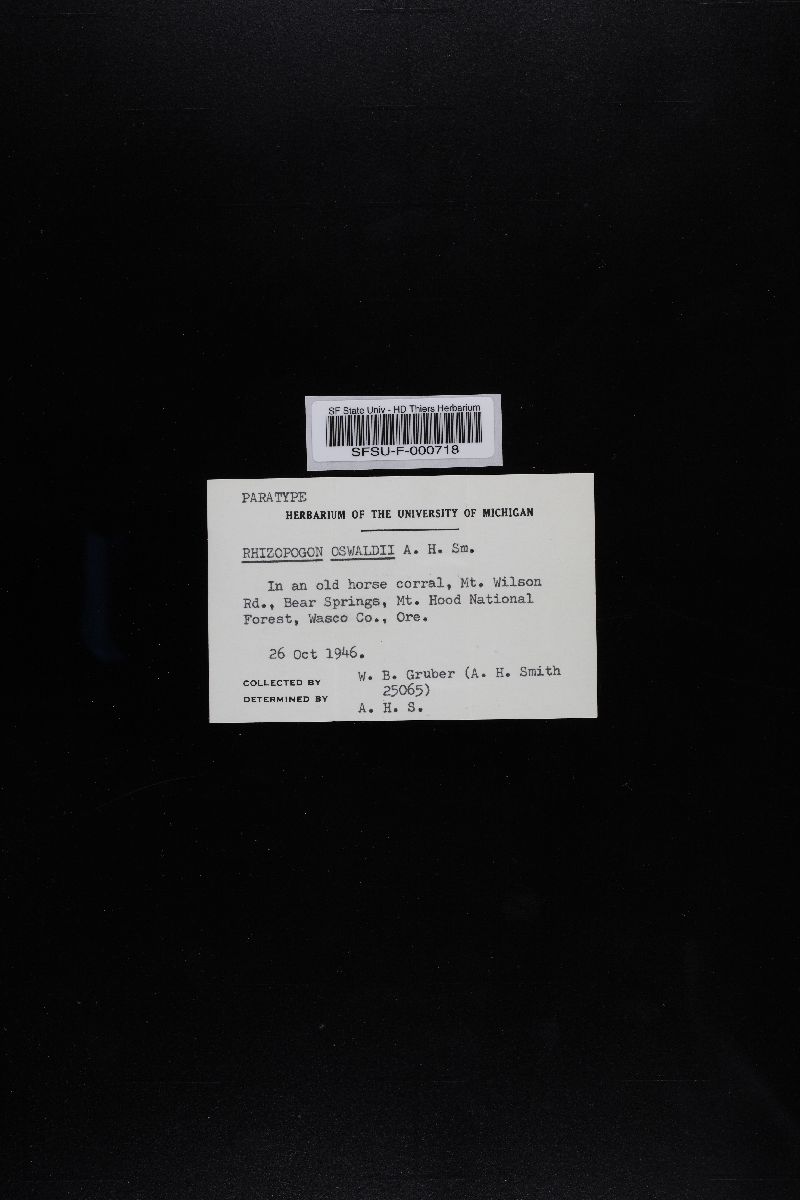 SF State Univ - HD Thiers Herbarium
SFSU-F-000718
PARATYPE
HERBARIUM OF THE UNIVERSITY OF MICHIGAN
RHIZOPOGON OSWALDII A. H. Sm.
In an old horse corral, Mt. Wilson
Rd., Bear Springs, Mt. Hood National
Forest, Wasco Co., Ore.
26 Oct 1946.
COLLECTED BY W. B. Gruber (A. H. Smith
25065)
DETERMINED BY A. H. S.